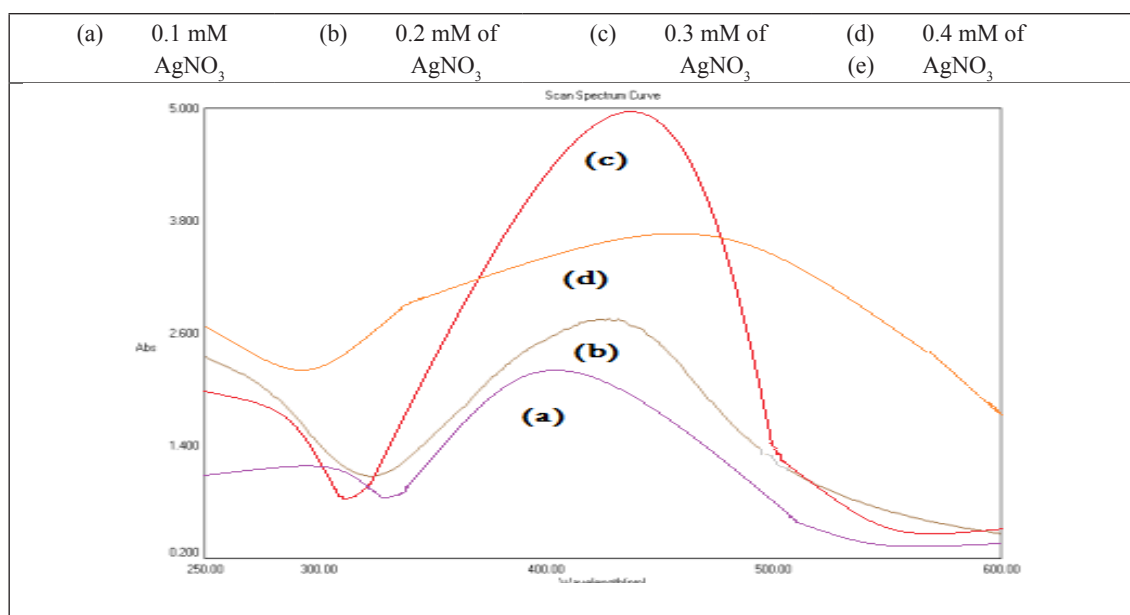 (a) 0.1 mM (b) 0.2 mM of (c) 0.3 mM of (d) 0.4 mM of
AgNO₃ AgNO₃ AgNO₃ (e) AgNO₃
Scan Spectrum Curve
5.000
(c)
3.800
(d)
2.600
Abs
(b)
(a)
1.400
0.200
250.00 300.00 400.00 500.00 600.00